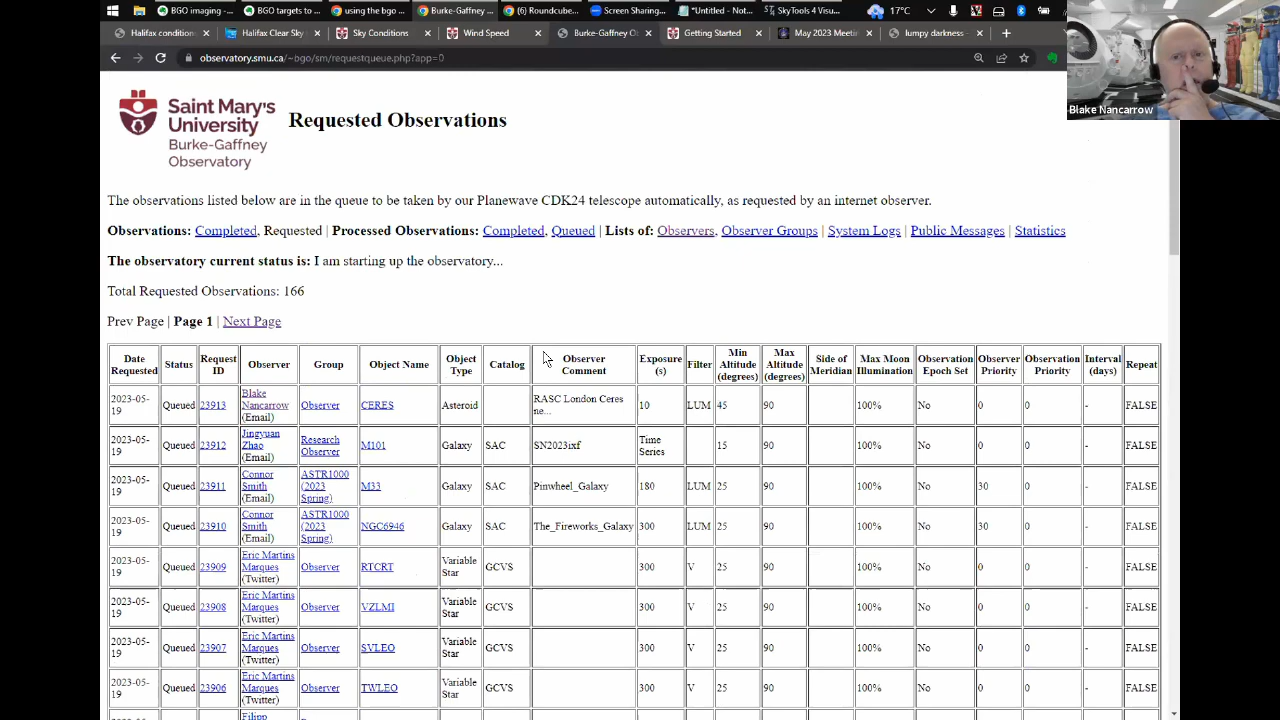 BGO imaging -
BGO targets to
using the bgo
Burke-Gaffney
(6) Roundcube
Screen Sharing
*Untitled - Not
SkyTools 4 Visu
17°C
Halifax condition
Halifax Clear Sky
Sky Conditions
Wind Speed
Burke-Gaffney O
Getting Started
May 2023 Meeti
lumpy darkness -
observatory.smu.ca/~bgo/sm/requestqueue.php?app=0
Blake Nancarrow
Saint Mary's
University
Burke-Gaffney
Observatory
Requested Observations
The observations listed below are in the queue to be taken by our Planewave CDK24 telescope automatically, as requested by an internet observer.
Observations: Completed, Requested | Processed Observations: Completed, Queued | Lists of: Observers, Observer Groups | System Logs | Public Messages | Statistics
The observatory current status is: I am starting up the observatory...
Total Requested Observations: 166
Prev Page | Page 1 | Next Page
Date Requested Status Request ID Observer Group Object Name Object Type Catalog Observer Comment Exposure (s) Filter Min Altitude (degrees) Max Altitude (degrees) Side of Meridian Max Moon Illumination Observation Epoch Set Observer Priority Observation Priority Interval (days) Repeat
2023-05-19 Queued 23913 Blake Nancarrow (Email) Observer CERES Asteroid RASC London Ceres ne... 10 LUM 45 90 100% No 0 0 - FALSE
2023-05-19 Queued 23912 Jingyuan Zhao (Email) Research Observer M101 Galaxy SAC SN2023ixf Time Series 15 90 100% No 0 0 - FALSE
2023-05-19 Queued 23911 Connor Smith (Email) ASTR1000 (2023 Spring) M33 Galaxy SAC Pinwheel_Galaxy 180 LUM 25 90 100% No 30 0 - FALSE
2023-05-19 Queued 23910 Connor Smith (Email) ASTR1000 (2023 Spring) NGC6946 Galaxy SAC The_Fireworks_Galaxy 300 LUM 25 90 100% No 30 0 - FALSE
2023-05-19 Queued 23909 Eric Martins Marques (Twitter) Observer RTCRT Variable Star GCVS 300 V 25 90 100% No 0 0 - FALSE
2023-05-19 Queued 23908 Eric Martins Marques (Twitter) Observer VZLMI Variable Star GCVS 300 V 25 90 100% No 0 0 - FALSE
2023-05-19 Queued 23907 Eric Martins Marques (Twitter) Observer SVLEO Variable Star GCVS 300 V 25 90 100% No 0 0 - FALSE
2023-05-19 Queued 23906 Eric Martins Marques (Twitter) Observer TWLEO Variable Star GCVS 300 V 25 90 100% No 0 0 - FALSE
Filipp